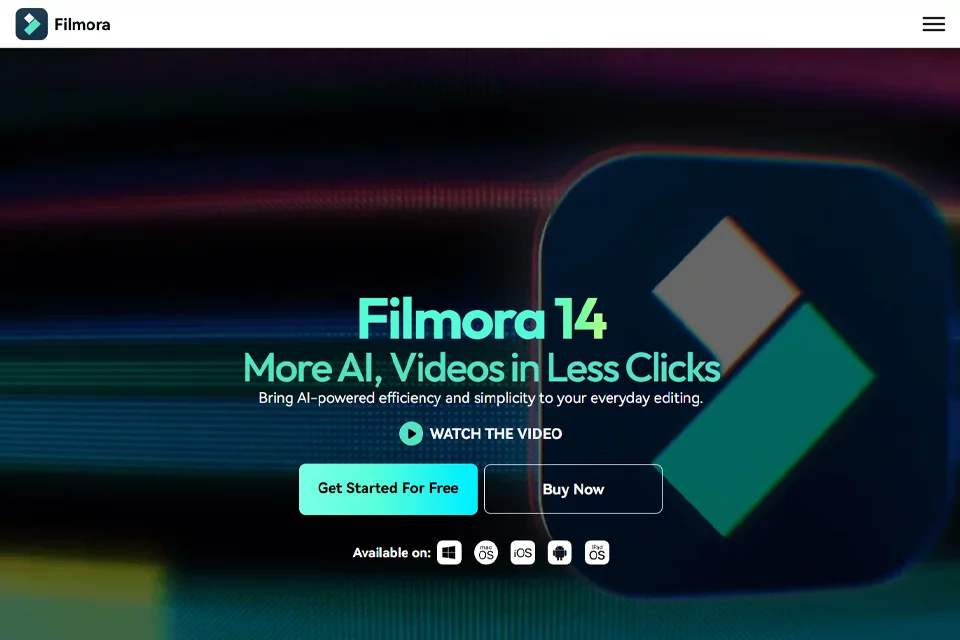 Filmora
Filmora 14
More AI, Videos in Less Clicks
Bring AI-powered efficiency and simplicity to your everyday editing.
WATCH THE VIDEO
Get Started For Free
Buy Now
Available on:
mac
OS
iOS
iPad
OS